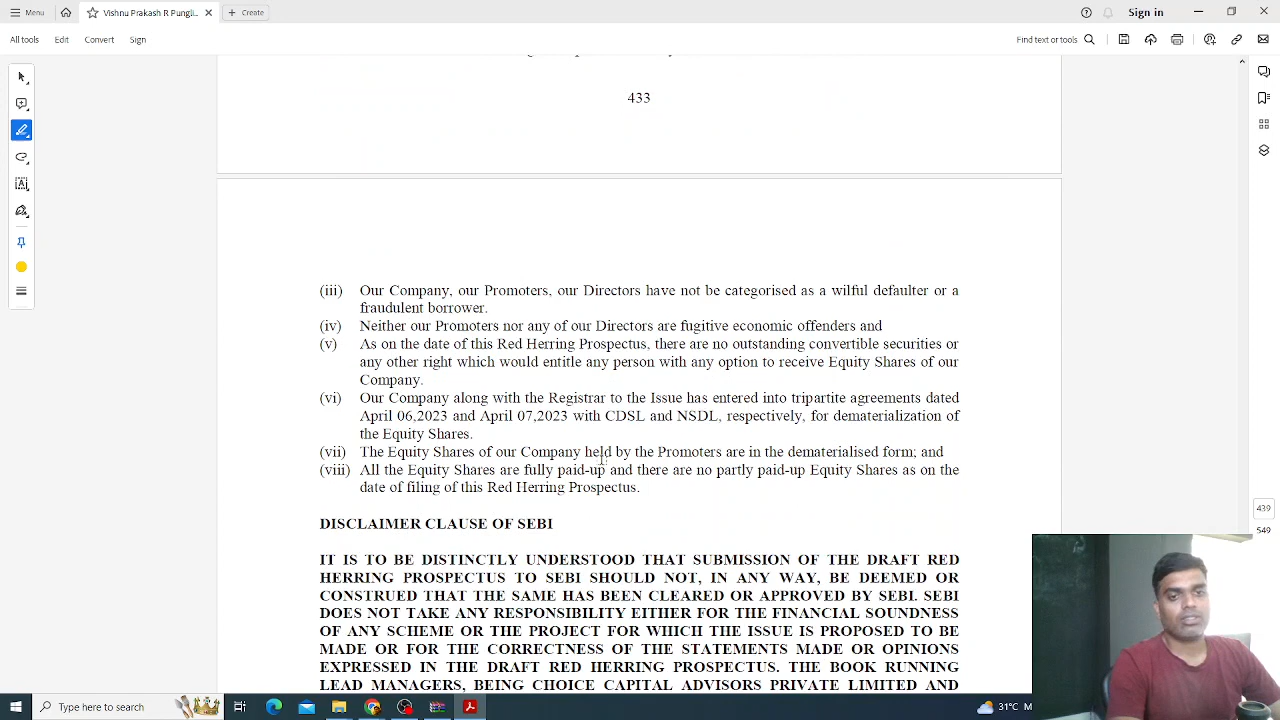 Menu
Vishnu Prakash R Pungli...
Create
Sign in
All tools
Edit
Convert
Sign
Find text or tools
433
(iii) Our Company, our Promoters, our Directors have not be categorised as a wilful defaulter or a
fraudulent borrower.
(iv) Neither our Promoters nor any of our Directors are fugitive economic offenders and
(v) As on the date of this Red Herring Prospectus, there are no outstanding convertible securities or
any other right which would entitle any person with any option to receive Equity Shares of our
Company.
(vi) Our Company along with the Registrar to the Issue has entered into tripartite agreements dated
April 06,2023 and April 07,2023 with CDSL and NSDL, respectively, for dematerialization of
the Equity Shares.
(vii) The Equity Shares of our Company held by the Promoters are in the dematerialised form; and
(viii) All the Equity Shares are fully paid-up and there are no partly paid-up Equity Shares as on the
date of filing of this Red Herring Prospectus.
DISCLAIMER CLAUSE OF SEBI
IT IS TO BE DISTINCTLY UNDERSTOOD THAT SUBMISSION OF THE DRAFT RED
HERRING PROSPECTUS TO SEBI SHOULD NOT, IN ANY WAY, BE DEEMED OR
CONSTRUED THAT THE SAME HAS BEEN CLEARED OR APPROVED BY SEBI. SEBI
DOES NOT TAKE ANY RESPONSIBILITY EITHER FOR THE FINANCIAL SOUNDNESS
OF ANY SCHEME OR THE PROJECT FOR WHICH THE ISSUE IS PROPOSED TO BE
MADE OR FOR THE CORRECTNESS OF THE STATEMENTS MADE OR OPINIONS
EXPRESSED IN THE DRAFT RED HERRING PROSPECTUS. THE BOOK RUNNING
LEAD MANAGERS, BEING CHOICE CAPITAL ADVISORS PRIVATE LIMITED AND
439
549
Type here to search
31°C M